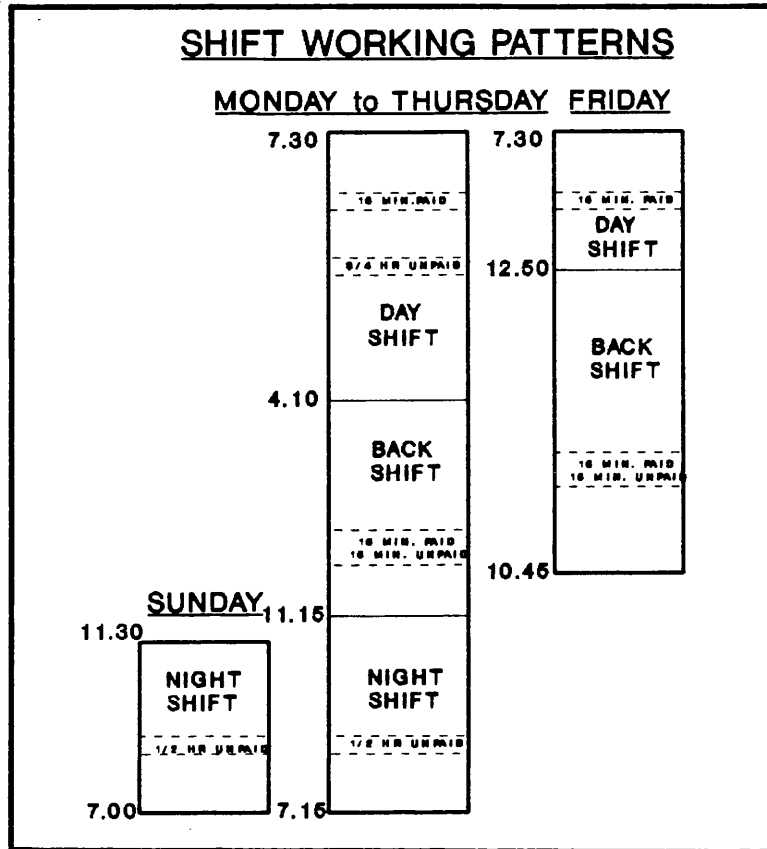 SHIFT WORKING PATTERNS
MONDAY to THURSDAY
7.30
15 MIN.PAID
3/4 HR UNPAID
DAY
SHIFT
4.10
BACK
SHIFT
15 MIN. PAID
15 MIN. UNPAID
11.15
NIGHT
SHIFT
1/2 HR UNPAID
7.15
FRIDAY
7.30
15 MIN. PAID
DAY
SHIFT
12.50
BACK
SHIFT
15 MIN. PAID
15 MIN. UNPAID
10.45
SUNDAY
11.30
NIGHT
SHIFT
1/2 HR UNPAID
7.00